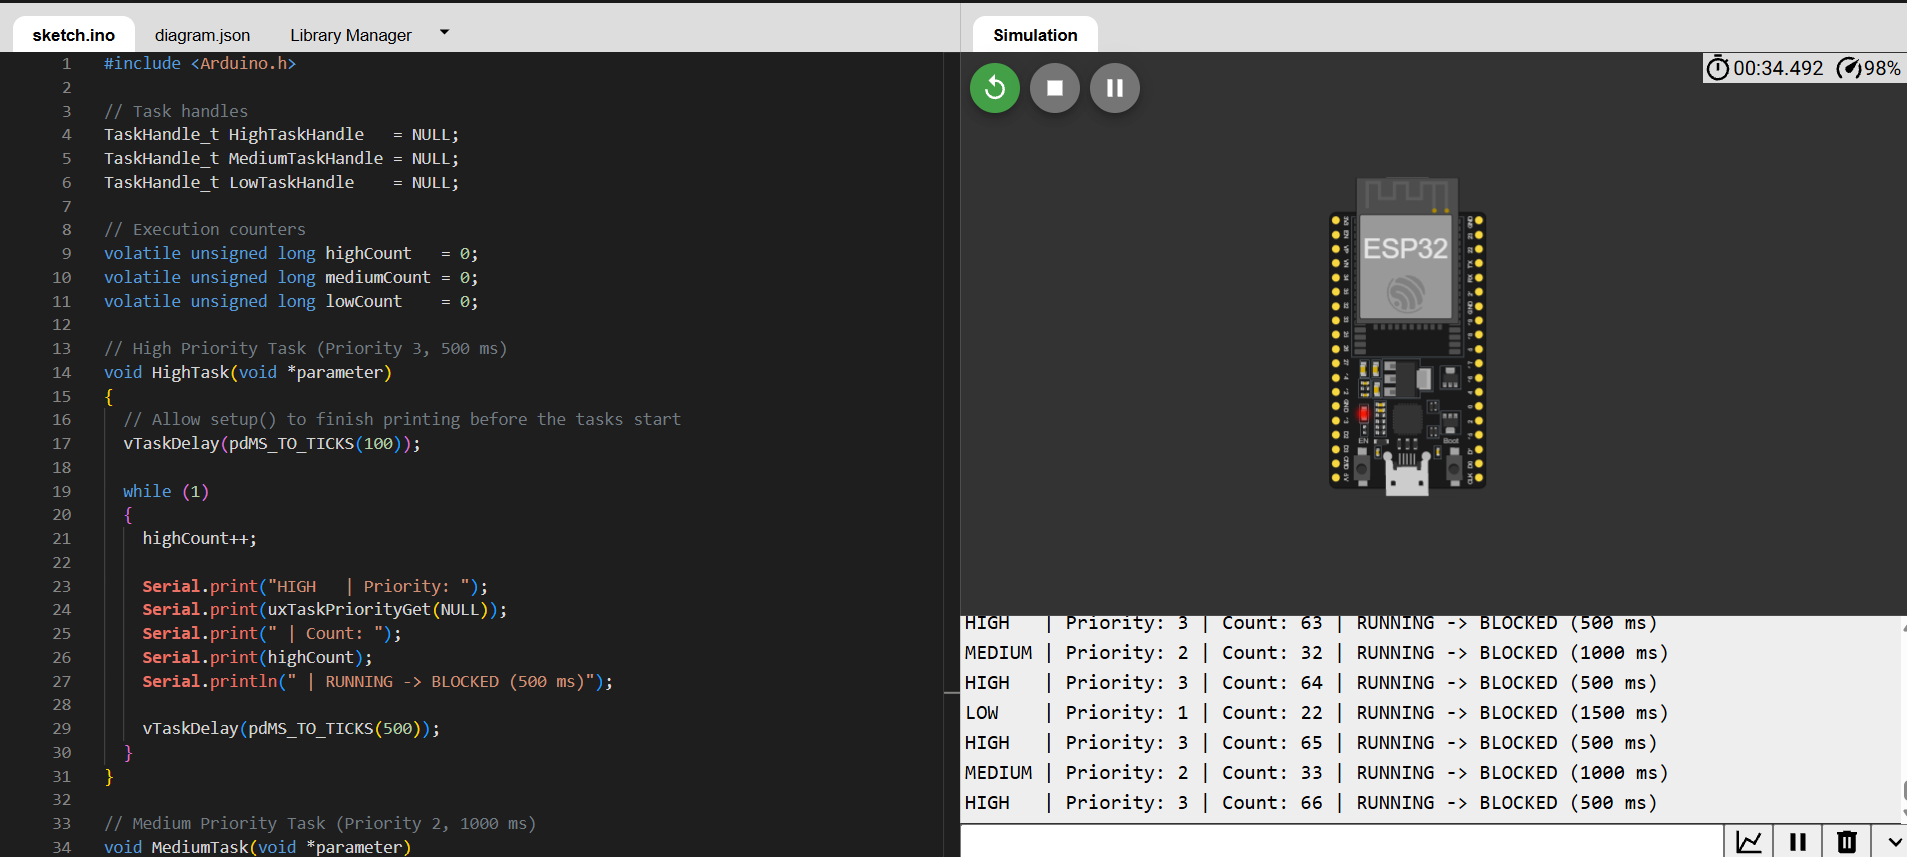 sketch.ino
diagram.json
Library Manager
1 #include <Arduino.h>
2
3 // Task handles
4 TaskHandle_t HighTaskHandle   = NULL;
5 TaskHandle_t MediumTaskHandle = NULL;
6 TaskHandle_t LowTaskHandle    = NULL;
7
8 // Execution counters
9 volatile unsigned long highCount   = 0;
10 volatile unsigned long mediumCount = 0;
11 volatile unsigned long lowCount    = 0;
12
13 // High Priority Task (Priority 3, 500 ms)
14 void HighTask(void *parameter)
15 {
16   // Allow setup() to finish printing before the tasks start
17   vTaskDelay(pdMS_TO_TICKS(100));
18
19   while (1)
20   {
21     highCount++;
22
23     Serial.print("HIGH   | Priority: ");
24     Serial.print(uxTaskPriorityGet(NULL));
25     Serial.print(" | Count: ");
26     Serial.print(highCount);
27     Serial.println(" | RUNNING -> BLOCKED (500 ms)");
28
29     vTaskDelay(pdMS_TO_TICKS(500));
30   }
31 }
32
33 // Medium Priority Task (Priority 2, 1000 ms)
34 void MediumTask(void *parameter)
Simulation
00:34.492 98%
ESP32
EN
Boot
HIGH   | Priority: 3 | Count: 63 | RUNNING -> BLOCKED (500 ms)
MEDIUM | Priority: 2 | Count: 32 | RUNNING -> BLOCKED (1000 ms)
HIGH   | Priority: 3 | Count: 64 | RUNNING -> BLOCKED (500 ms)
LOW    | Priority: 1 | Count: 22 | RUNNING -> BLOCKED (1500 ms)
HIGH   | Priority: 3 | Count: 65 | RUNNING -> BLOCKED (500 ms)
MEDIUM | Priority: 2 | Count: 33 | RUNNING -> BLOCKED (1000 ms)
HIGH   | Priority: 3 | Count: 66 | RUNNING -> BLOCKED (500 ms)